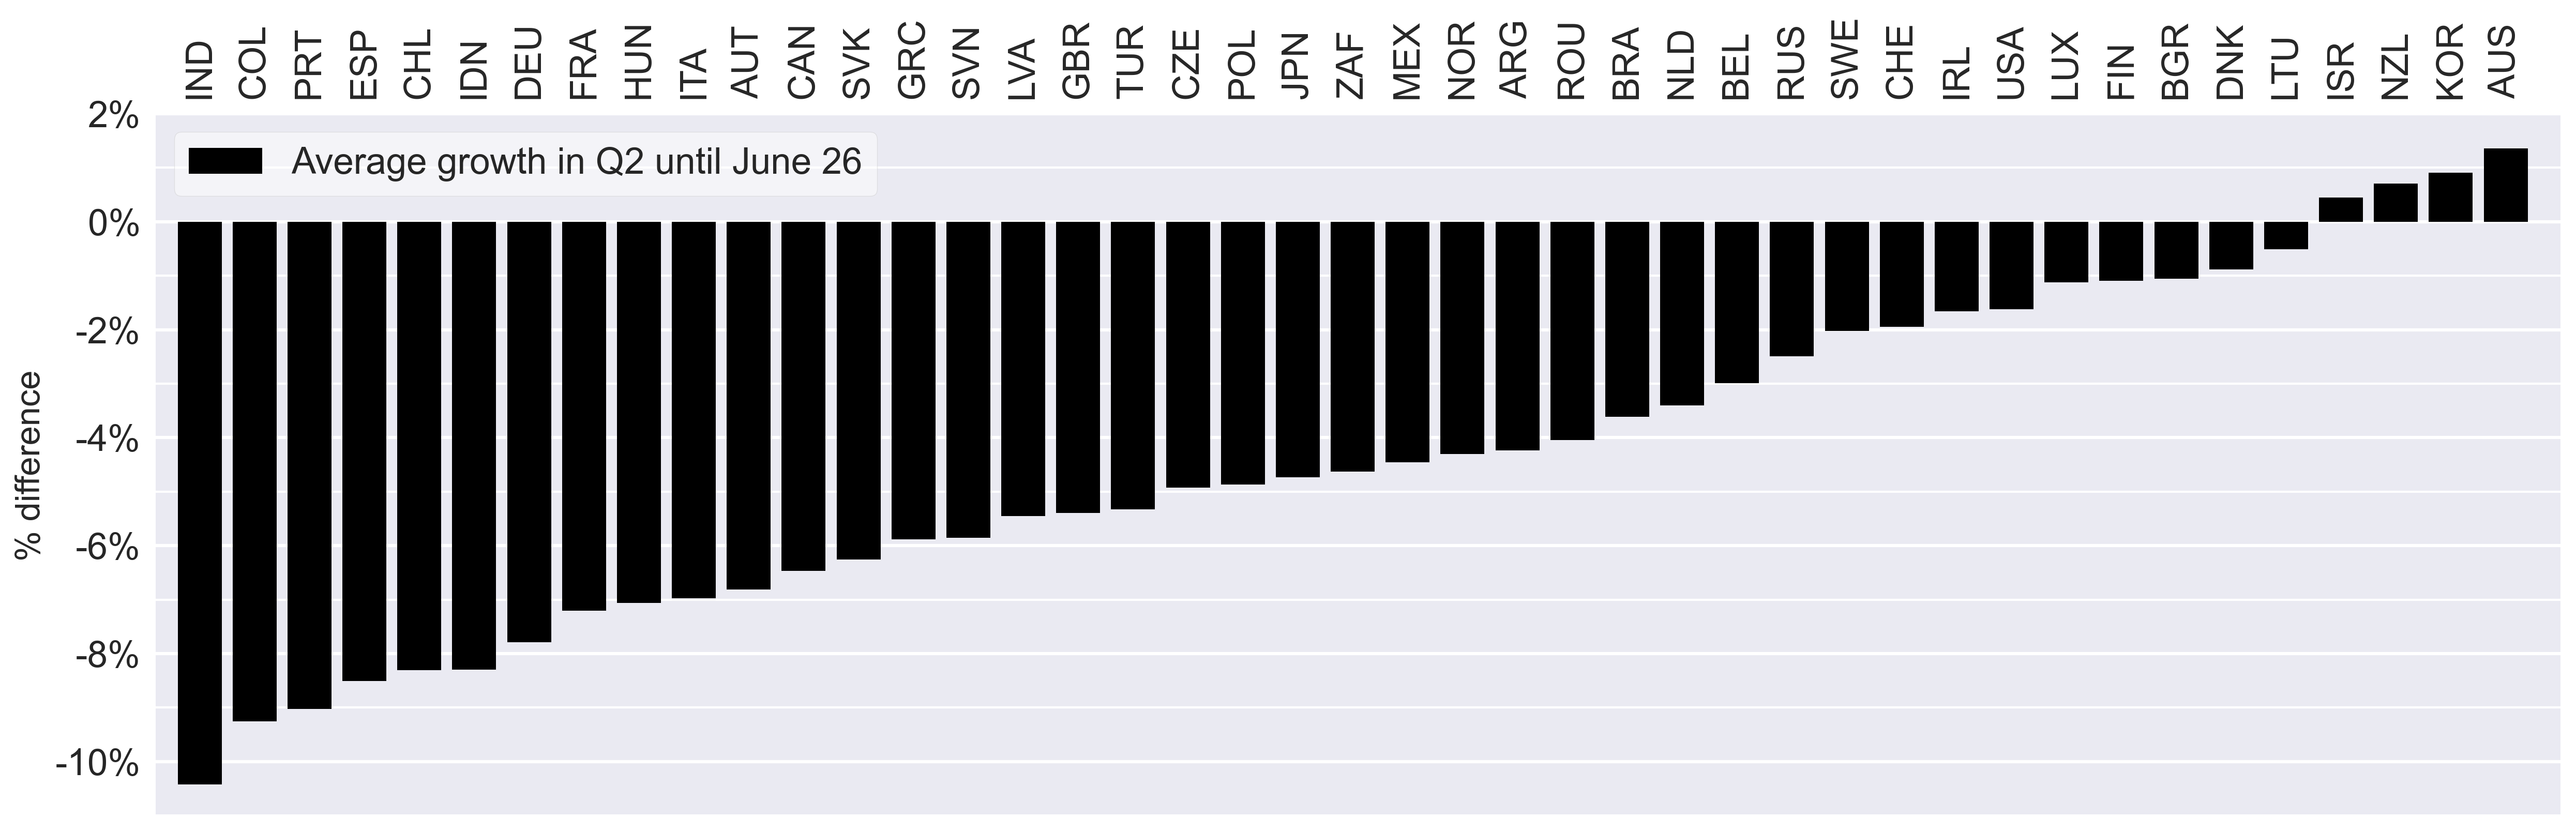 IND COL PRT ESP CHL IDN DEU FRA HUN ITA AUT CAN SVK GRC SVN LVA GBR TUR CZE POL JPN ZAF MEX NOR ARG ROU BRA NLD BEL RUS SWE CHE IRL USA LUX FIN BGR DNK LTU ISR NZL KOR AUS
2%
Average growth in Q2 until June 26
0%
-2%
-4%
-6%
-8%
-10%
% difference